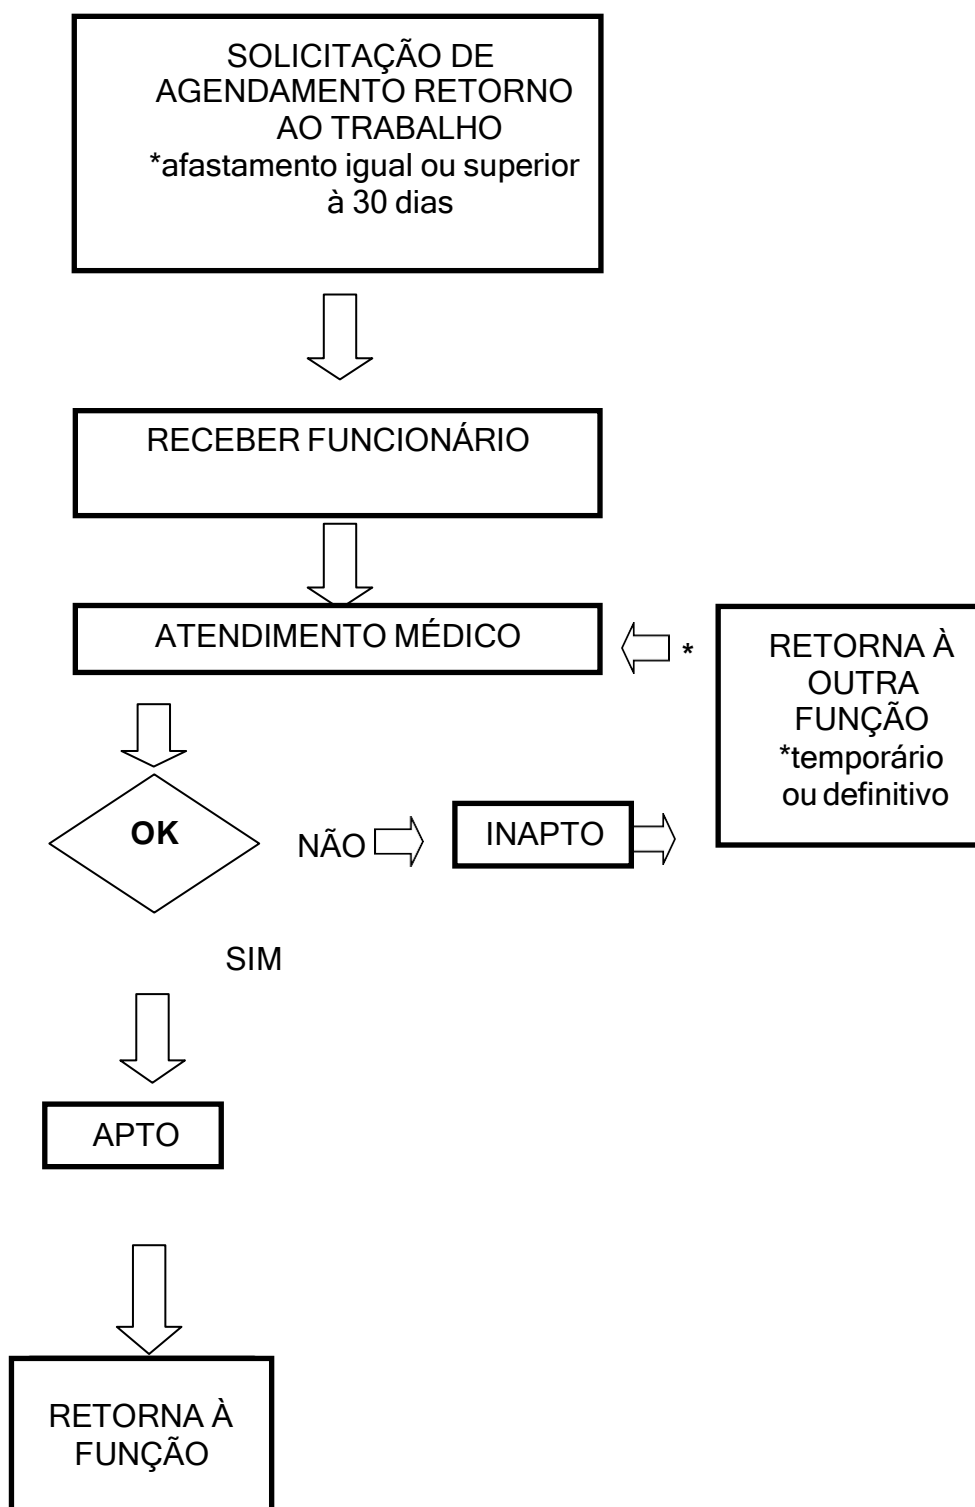 SOLICITAÇÃO DE
AGENDAMENTO RETORNO
AO TRABALHO
*afastamento igual ou superior
à 30 dias
RECEBER FUNCIONÁRIO
ATENDIMENTO MÉDICO
*
RETORNA À
OUTRA
FUNÇÃO
*temporário
ou definitivo
OK
NÃO
INAPTO
SIM
APTO
RETORNA À
FUNÇÃO